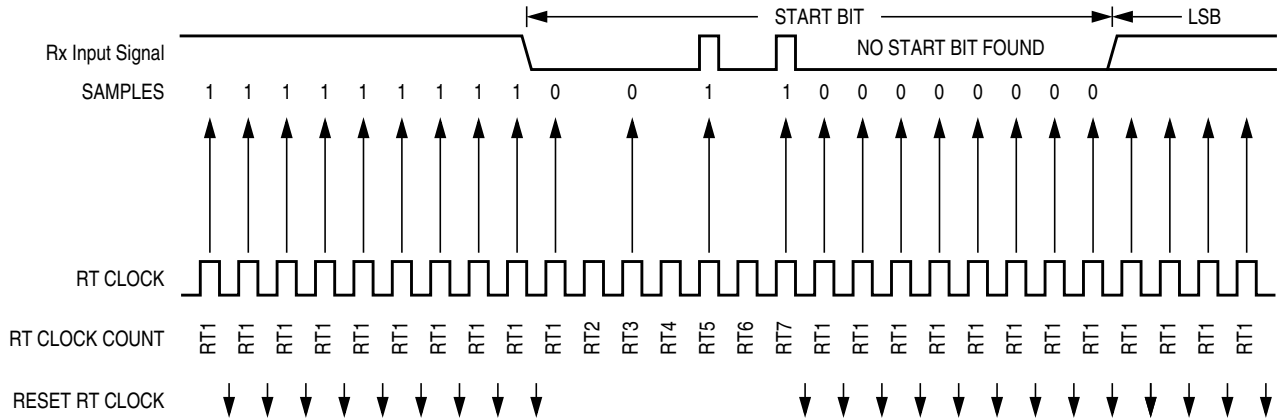 START BIT LSB
Rx Input Signal NO START BIT FOUND
SAMPLES 1 1 1 1 1 1 1 1 1 0 0 1 1 0 0 0 0 0 0 0 0
RT CLOCK
RT CLOCK COUNT RT1 RT1 RT1 RT1 RT1 RT1 RT1 RT1 RT1 RT1 RT2 RT3 RT4 RT5 RT6 RT7 RT1 RT1 RT1 RT1 RT1 RT1 RT1 RT1 RT1 RT1 RT1 RT1
RESET RT CLOCK